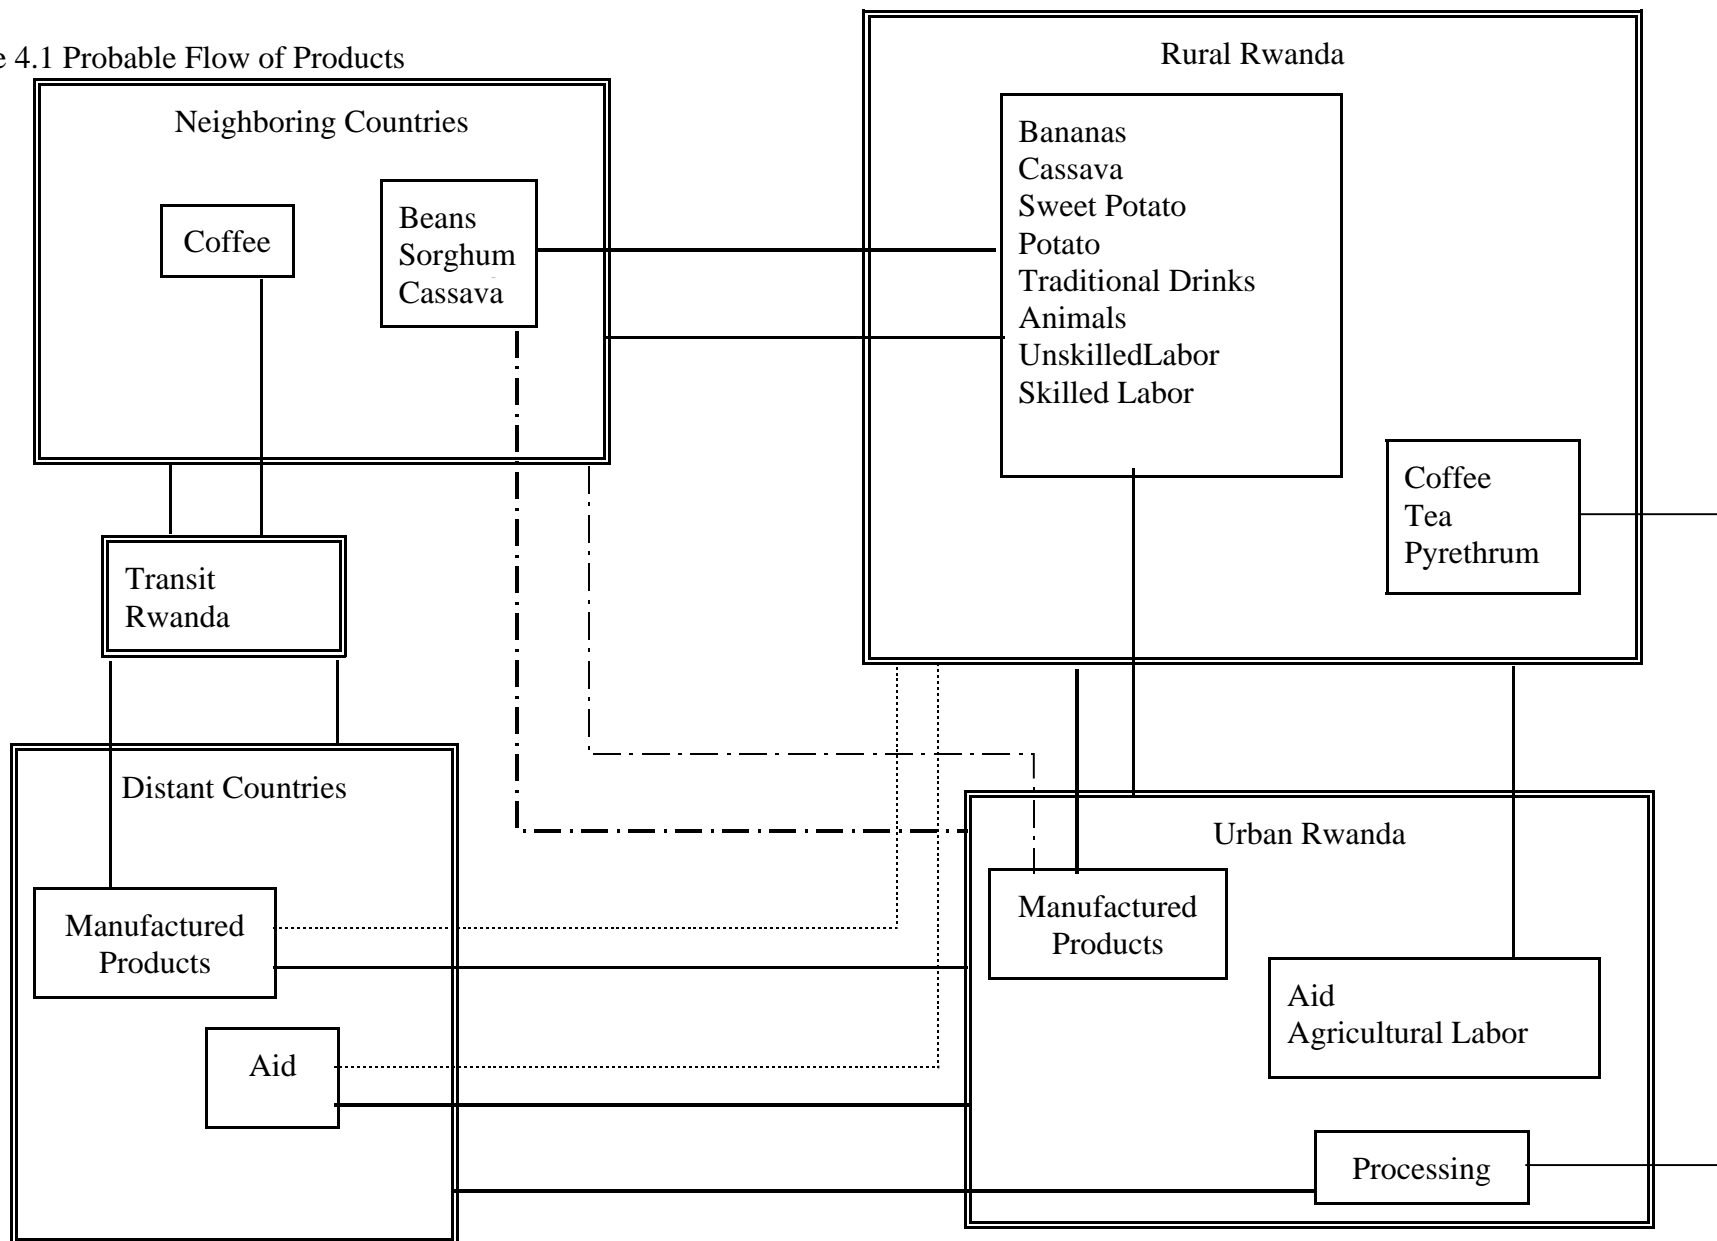 e 4.1 Probable Flow of Products
Neighboring Countries
Coffee
Beans
Sorghum
Cassava
Rural Rwanda
Bananas
Cassava
Sweet Potato
Potato
Traditional Drinks
Animals
UnskilledLabor
Skilled Labor
Coffee
Tea
Pyrethrum
Transit
Rwanda
Distant Countries
Manufactured
Products
Aid
Urban Rwanda
Manufactured
Products
Aid
Agricultural Labor
Processing